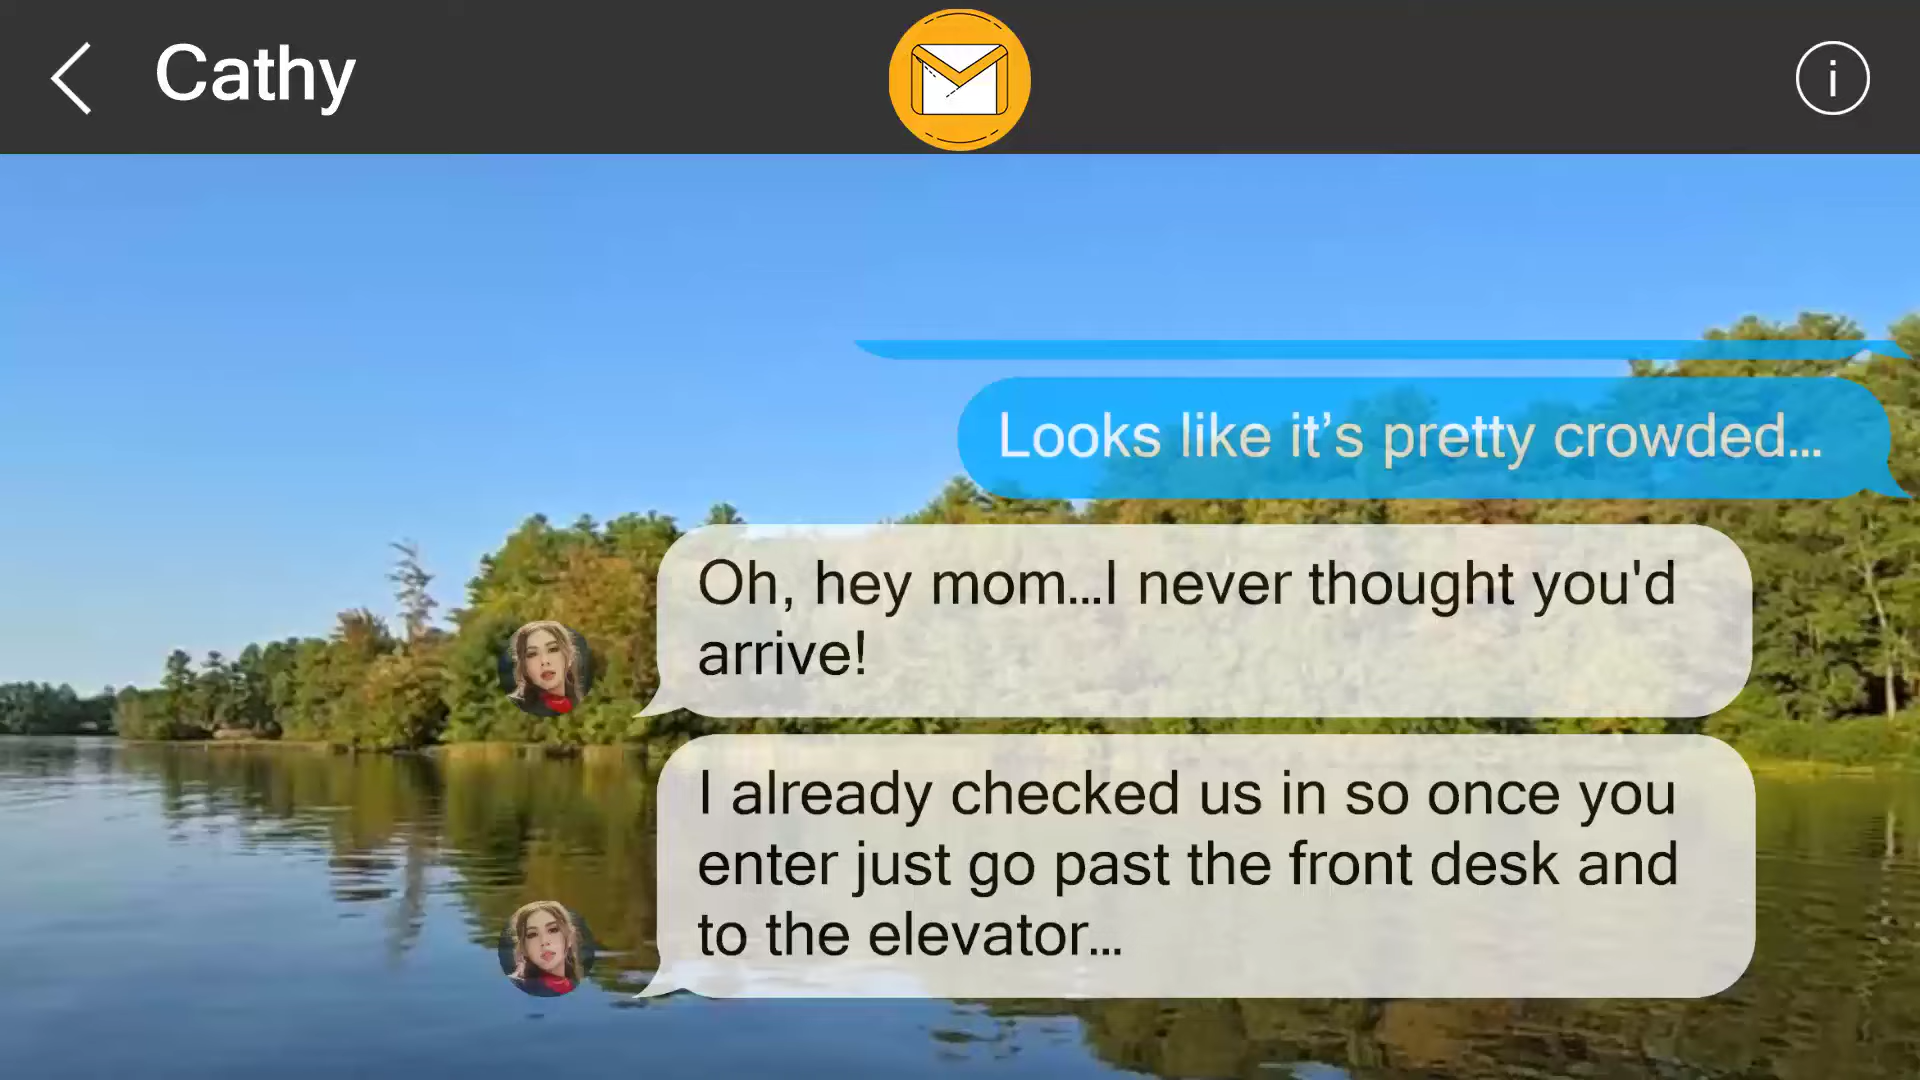 Cathy
i
Looks like it’s pretty crowded...
Oh, hey mom...I never thought you'd
arrive!
I already checked us in so once you
enter just go past the front desk and
to the elevator...